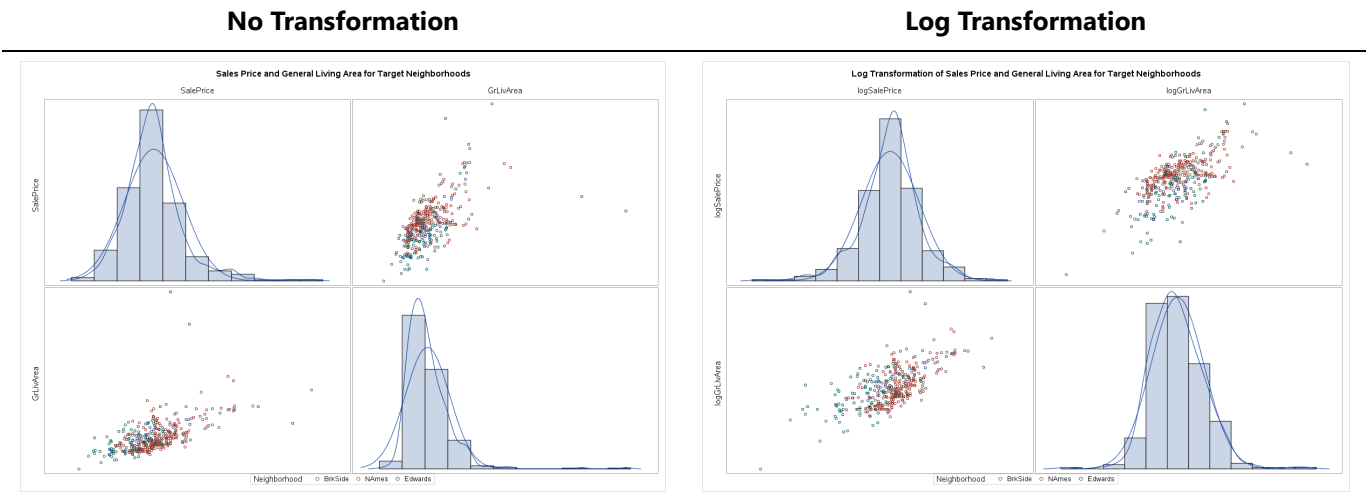 No Transformation
Log Transformation
Sales Price and General Living Area for Target Neighborhoods
SalePrice
GrLivArea
SalePrice
GrLivArea
Neighborhood BrkSide NAmes Edwards
Log Transformation of Sales Price and General Living Area for Target Neighborhoods
logSalePrice
logGrLivArea
logSalePrice
logGrLivArea
Neighborhood BrkSide NAmes Edwards